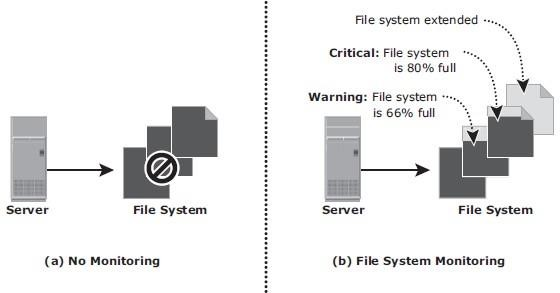 File system extended
Critical: File system
is 80% full
Warning: File system
is 66% full
Server
File System
Server
File System
(a) No Monitoring
(b) File System Monitoring